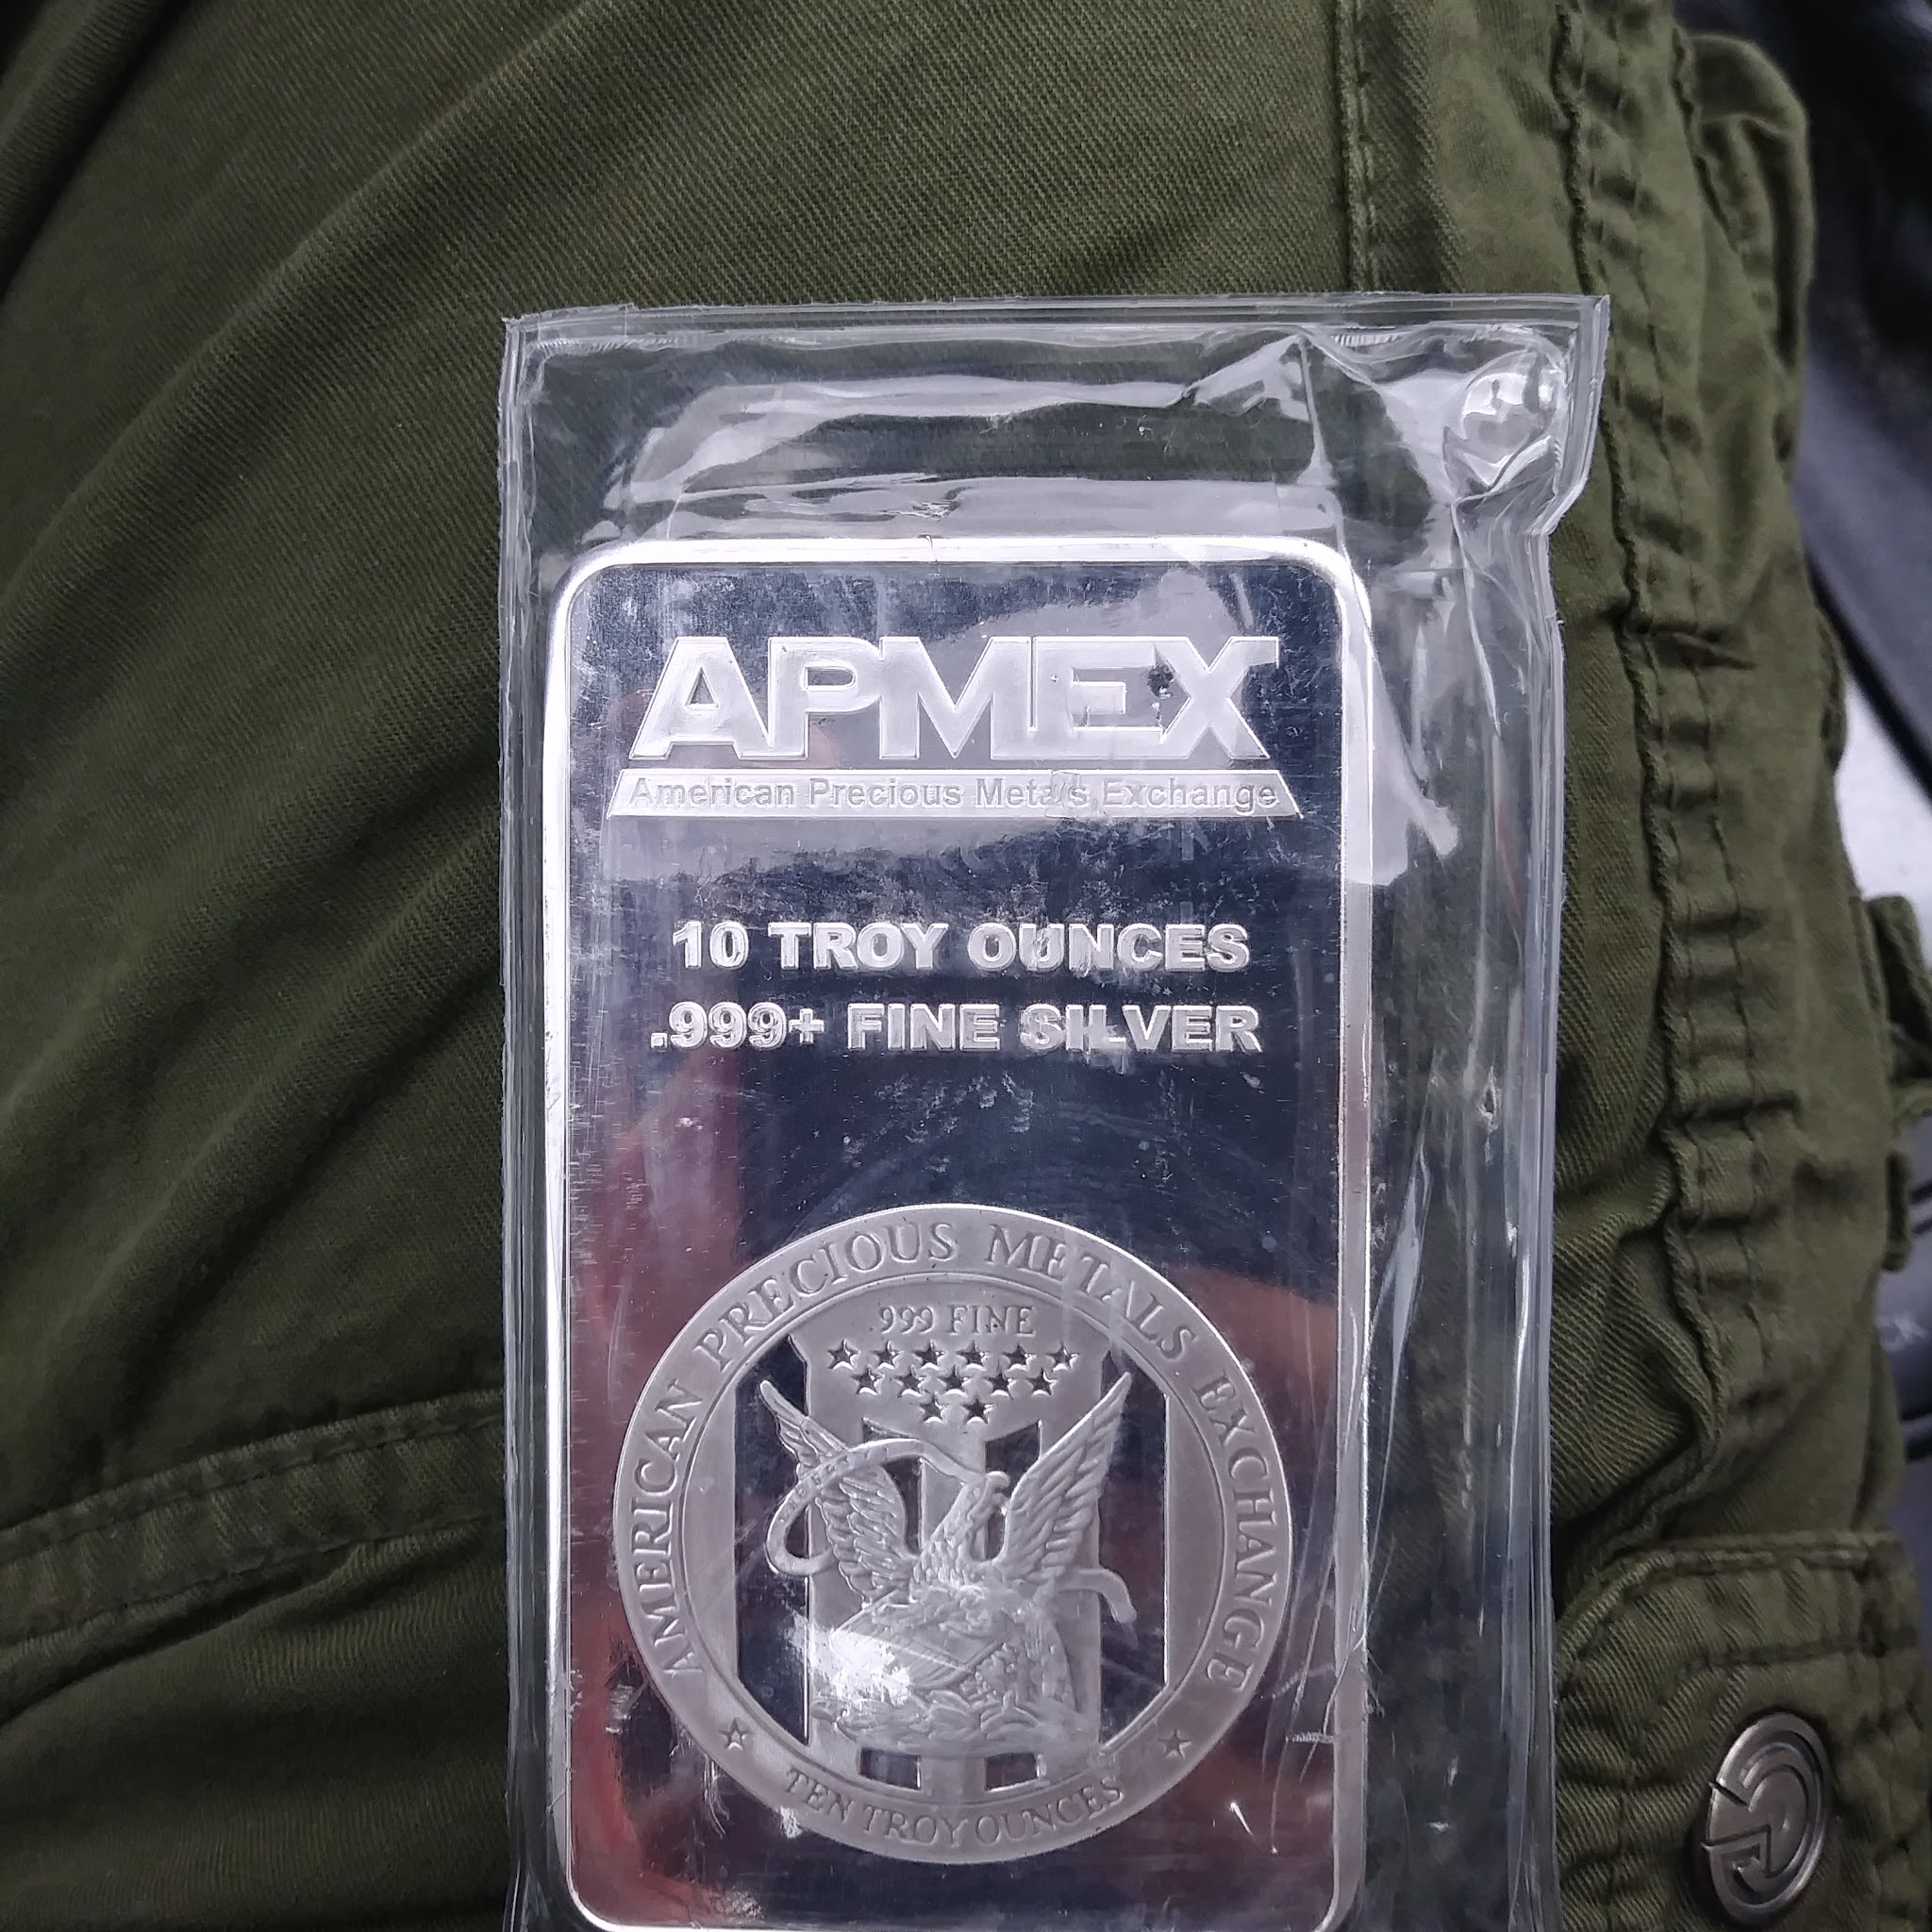 APMEX
American Precious Metals Exchange
10 TROY OUNCES
.999+ FINE SILVER
AMERICAN PRECIOUS METALS EXCHANGE
.999 FINE
TEN TROY OUNCES